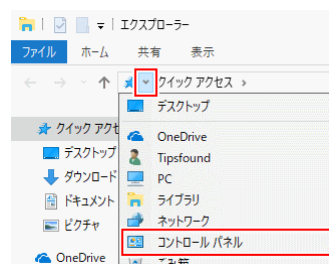 エクスプローラー
ファイル ホーム 共有 表示
クイック アクセス
デスクトップ
クイック アクセ
OneDrive
デスクトップ
Tipsfound
ダウンロード
PC
ドキュメント
ライブラリ
ピクチャ
ネットワーク
コントロール パネル
OneDrive
ごみ箱